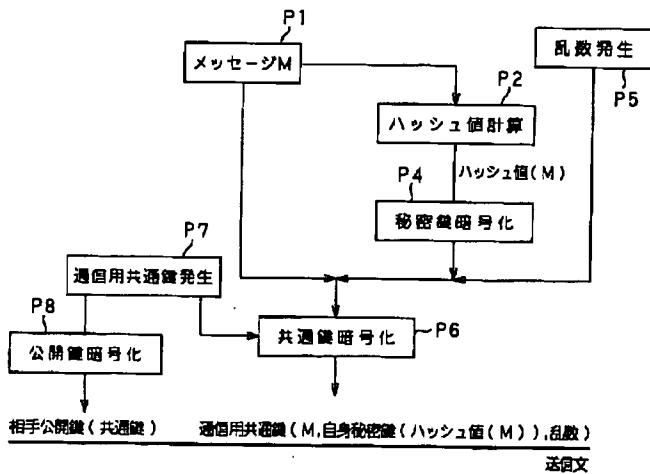 P1
メッセージM
乱数発生
P5
P2
ハッシュ値計算
ハッシュ値(M)
P4
秘密鍵暗号化
P7
通信用共通鍵発生
P8
公開鍵暗号化
共通鍵暗号化
P6
相手公開鍵(共通鍵)
通信用共通鍵(M,自身秘密鍵(ハッシュ値(M)),乱数)
送信文